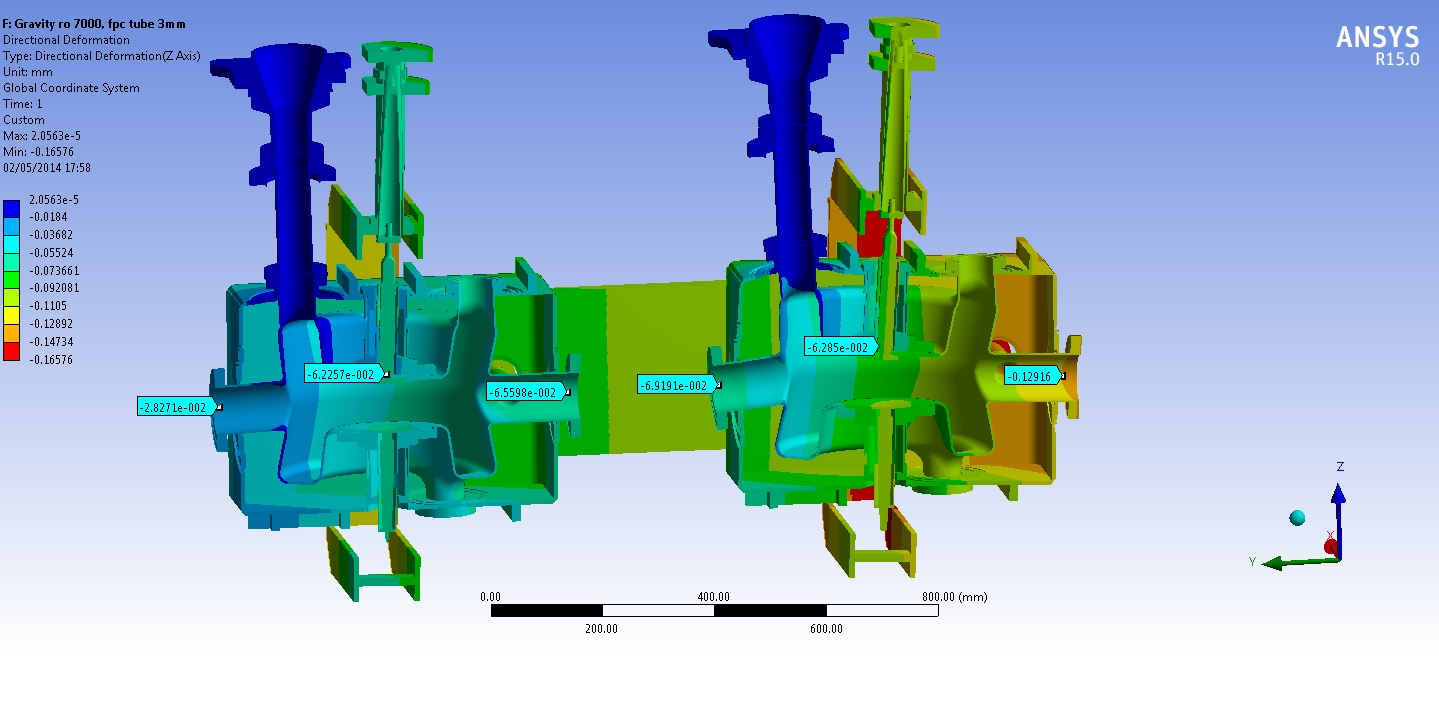 F: Gravity ro 7000, fpc tube 3mm
Directional Deformation
Type: Directional Deformation(Z Axis)
Unit: mm
Global Coordinate System
Time: 1
Custom
Max: 2.0563e-5
Min: -0.16576
02/05/2014 17:58
2.0563e-5
-0.0184
-0.03682
-0.05524
-0.073661
-0.092081
-0.1105
-0.12892
-0.14734
-0.16576
ANSYS
R15.0
-6.2257e-002
-6.5598e-002
-2.8271e-002
-6.285e-002
-6.9191e-002
-0.12916
Z
X
Y
0.00 400.00 800.00 (mm)
200.00 600.00